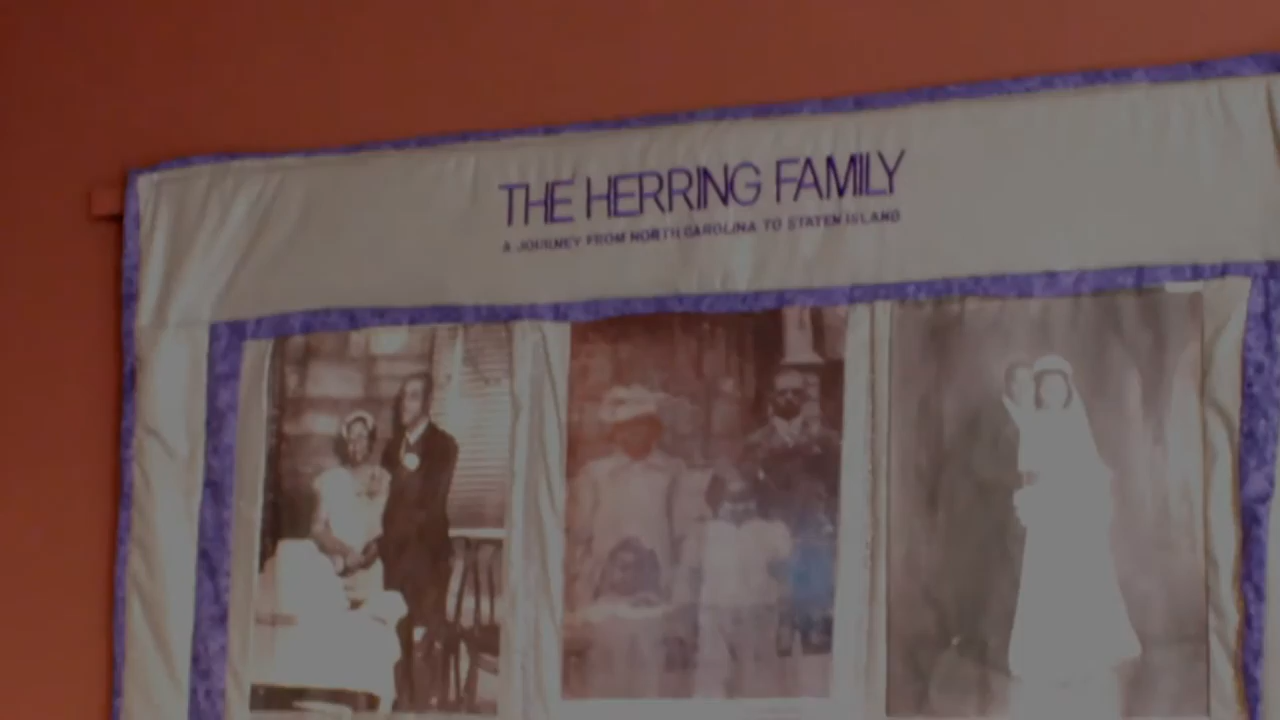 THE HERRING FAMILY
A JOURNEY FROM NORTH CAROLINA TO STATEN ISLAND